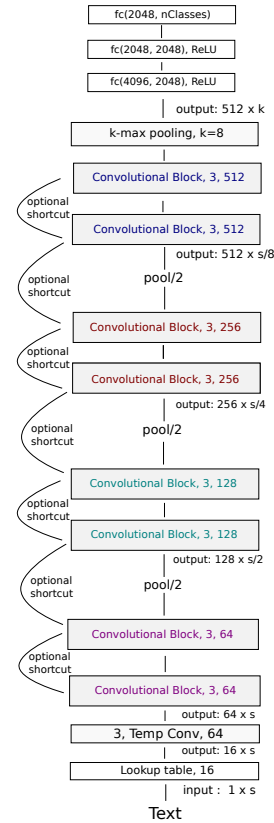 fc(2048, nClasses)
fc(2048, 2048), ReLU
fc(4096, 2048), ReLU
output: 512 x k
k-max pooling, k=8
Convolutional Block, 3, 512
optional
shortcut
Convolutional Block, 3, 512
output: 512 x s/8
pool/2
optional
shortcut
Convolutional Block, 3, 256
optional
shortcut
Convolutional Block, 3, 256
output: 256 x s/4
optional
shortcut
pool/2
Convolutional Block, 3, 128
optional
shortcut
Convolutional Block, 3, 128
output: 128 x s/2
optional
shortcut
pool/2
Convolutional Block, 3, 64
optional
shortcut
Convolutional Block, 3, 64
output: 64 x s
3, Temp Conv, 64
output: 16 x s
Lookup table, 16
input : 1 x s
Text